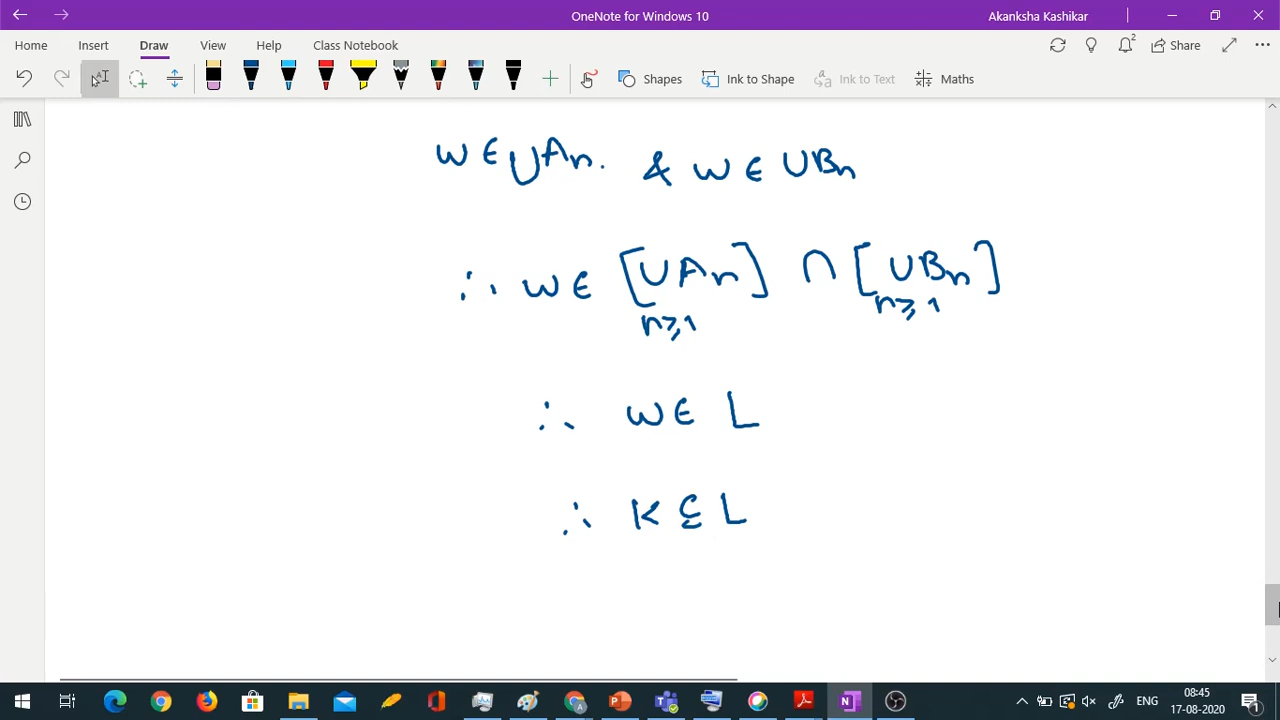 OneNote for Windows 10
Akanksha Kashikar
Home Insert Draw View Help Class Notebook
Share
Shapes Ink to Shape Ink to Text Maths
w ∈ ∪An. & w ∈ ∪Bn
∴ w ∈ [∪An] ∩ [∪Bn]
n≥1 n≥1
∴ w ∈ L
∴ K ⊆ L
ENG
08:45
17-08-2020